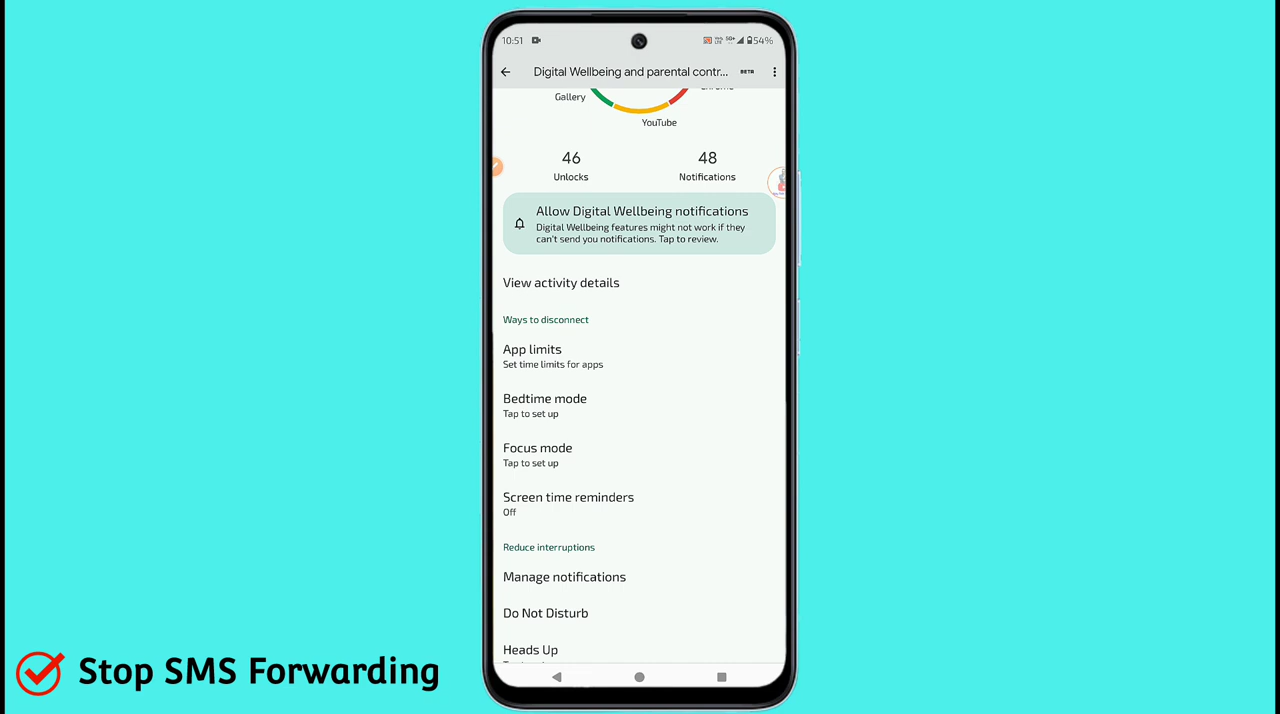 10:51
54%
Digital Wellbeing and parental contr...
BETA
Gallery
YouTube
46
48
Unlocks
Notifications
Allow Digital Wellbeing notifications
Digital Wellbeing features might not work if they
can't send you notifications. Tap to review.
View activity details
Ways to disconnect
App limits
Set time limits for apps
Bedtime mode
Tap to set up
Focus mode
Tap to set up
Screen time reminders
Off
Reduce interruptions
Manage notifications
Do Not Disturb
Heads Up
Stop SMS Forwarding